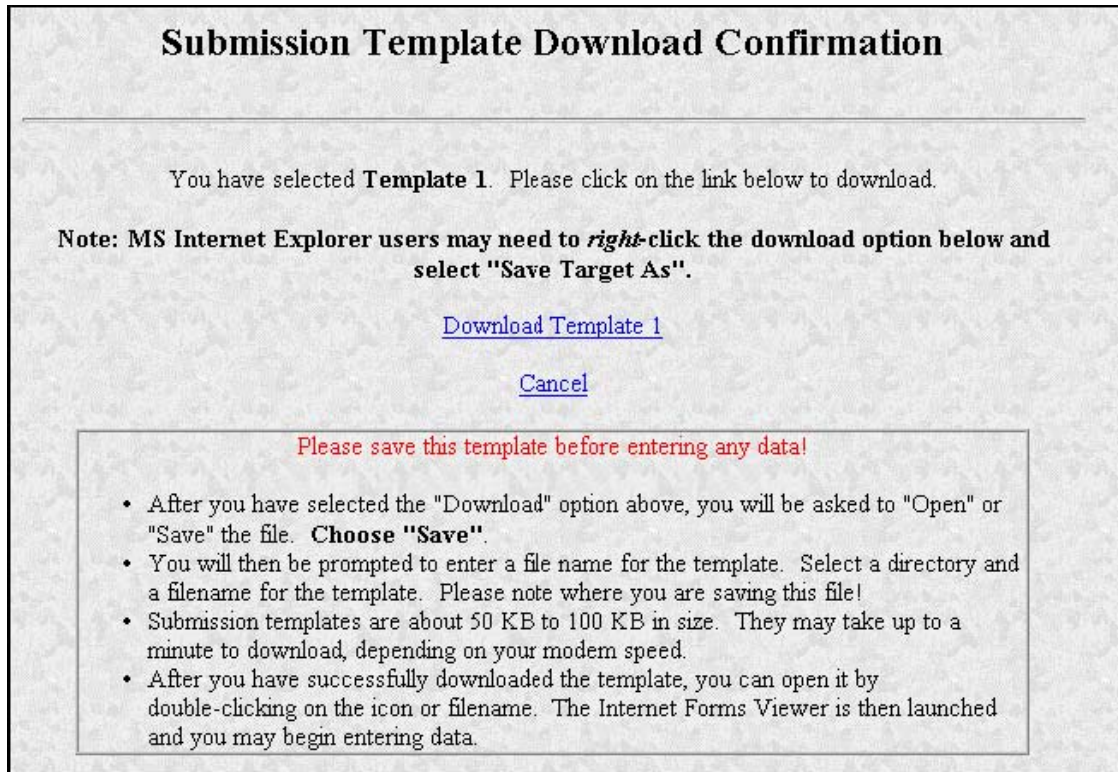 Submission Template Download Confirmation
You have selected Template 1.  Please click on the link below to download.
Note: MS Internet Explorer users may need to right-click the download option below and
select "Save Target As".
Download Template 1
Cancel
Please save this template before entering any data!
• After you have selected the "Download" option above, you will be asked to "Open" or
"Save" the file.  Choose "Save".
• You will then be prompted to enter a file name for the template.  Select a directory and
a filename for the template.  Please note where you are saving this file!
• Submission templates are about 50 KB to 100 KB in size.  They may take up to a
minute to download, depending on your modem speed.
• After you have successfully downloaded the template, you can open it by
double-clicking on the icon or filename.  The Internet Forms Viewer is then launched
and you may begin entering data.